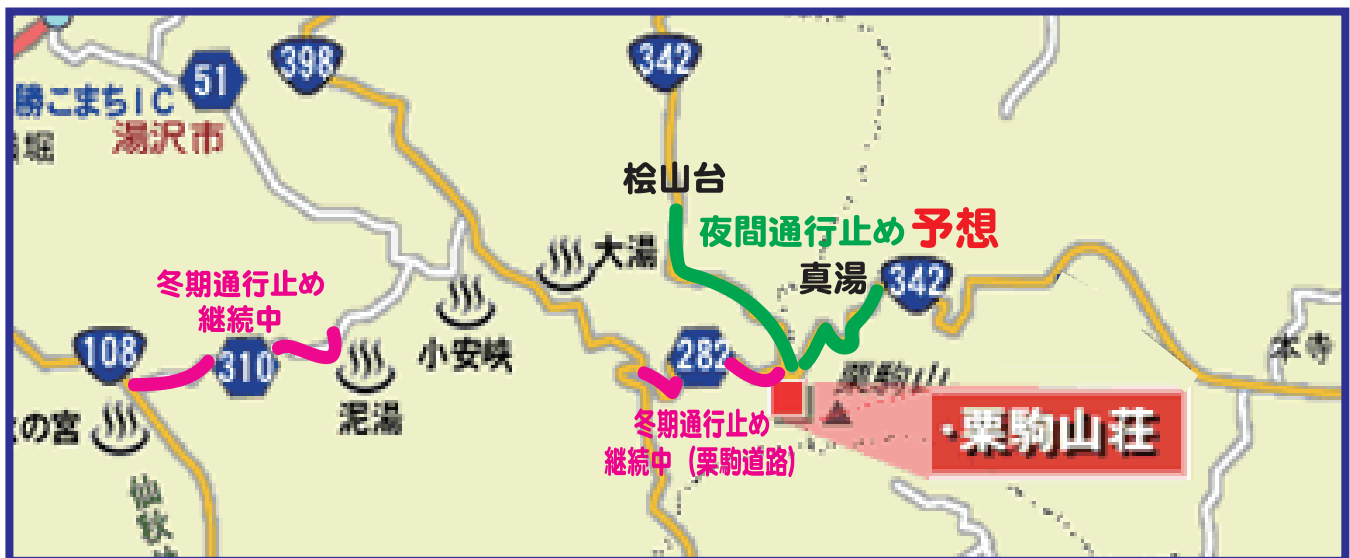 398
342
51
勝こまちIC
湯沢市
堀
桧山台
夜間通行止め 予想
大湯
真湯
342
冬期通行止め
継続中
108
310
小安峡
282
本寺
栗駒山
泥湯
の宮
冬期通行止め
継続中 (栗駒道路)
・栗駒山荘
仙秋